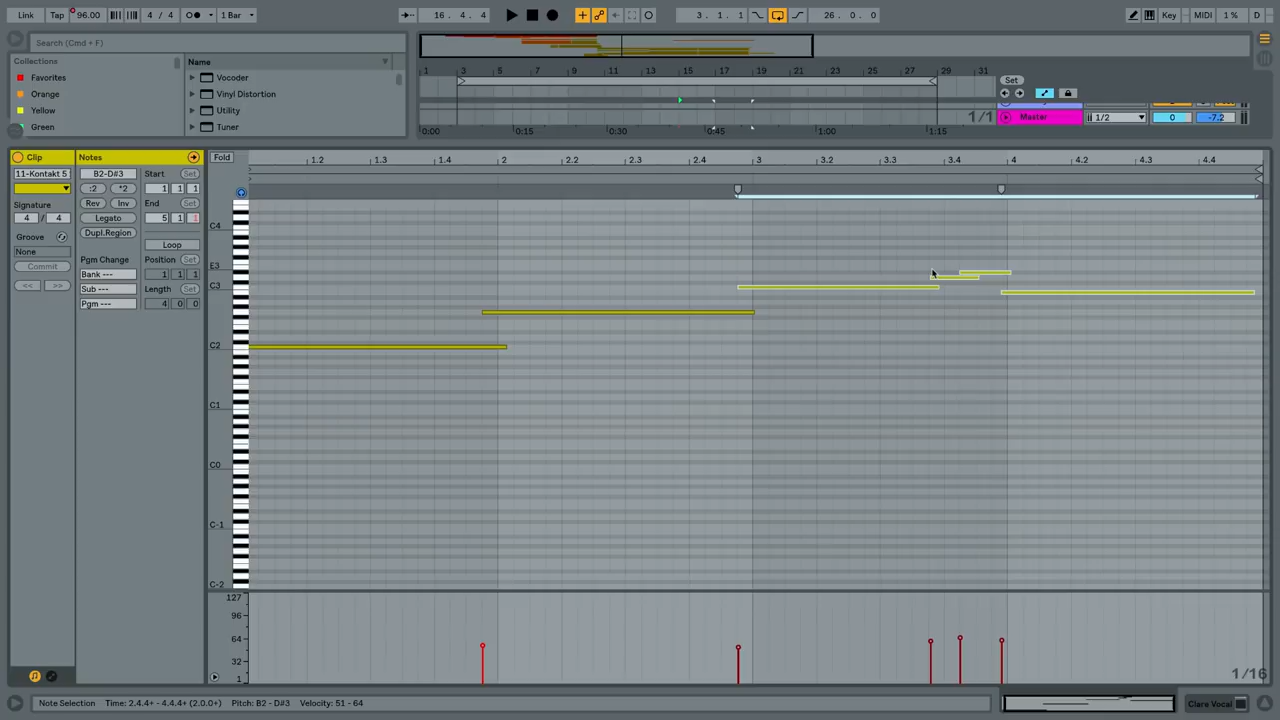 Link Tap 96.00 4 / 4 1 Bar 16. 4. 4 3. 1. 1 26. 0. 0 Key MIDI 1 % D
Search (Cmd + F)
Collections Name
Favorites Vocoder
Orange Vinyl Distortion
Yellow Utility
Green Tuner
1 3 5 7 9 11 13 15 17 19 21 23 25 27 29 31
Set
1/1 Master 1/2 0 -7.2
0:00 0:15 0:30 0:45 1:00 1:15
Clip Notes Fold 1.2 1.3 1.4 2 2.2 2.3 2.4 3 3.2 3.3 3.4 4 4.2 4.3 4.4
11-Kontakt 5 B2-D#3 Start Set
:2 *2 1 1 1
Signature Rev Inv End Set
4 / 4 Legato 5 1 1
Groove Dupl.Region
None Loop
Commit Pgm Change Position Set
<< >> Bank --- 1 1 1
Sub --- Length Set
Pgm --- 4 0 0
C4
E3
C3
C2
C1
C0
C-1
C-2
127
96
64
32
1
1/16
Note Selection Time: 2.4.4+ - 4.4.4+ (2.0.0+) Pitch: B2 - D#3 Velocity: 51 - 64 Clare Vocal